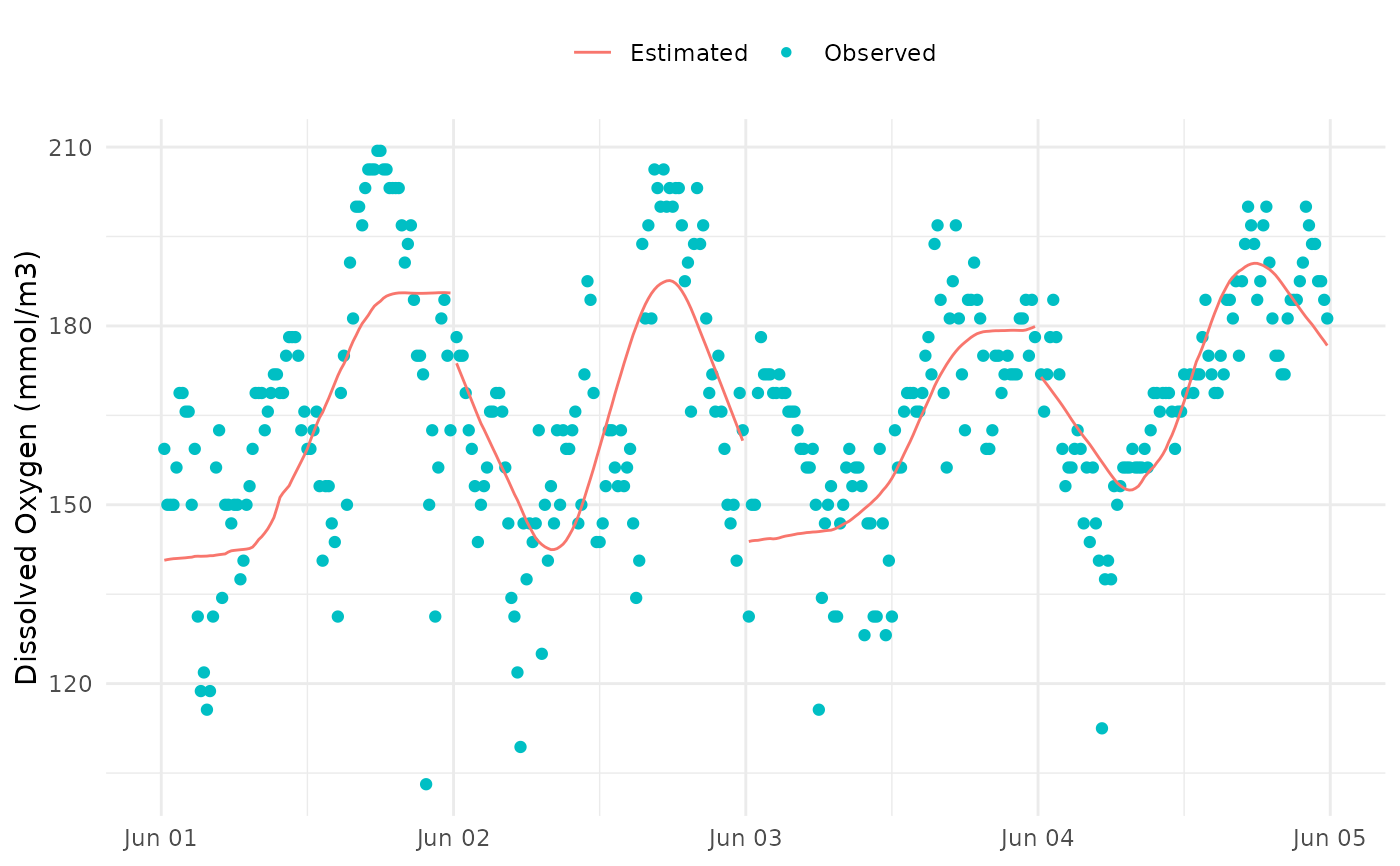 Estimated Observed
Dissolved Oxygen (mmol/m3)
210
180
150
120
Jun 01 Jun 02 Jun 03 Jun 04 Jun 05